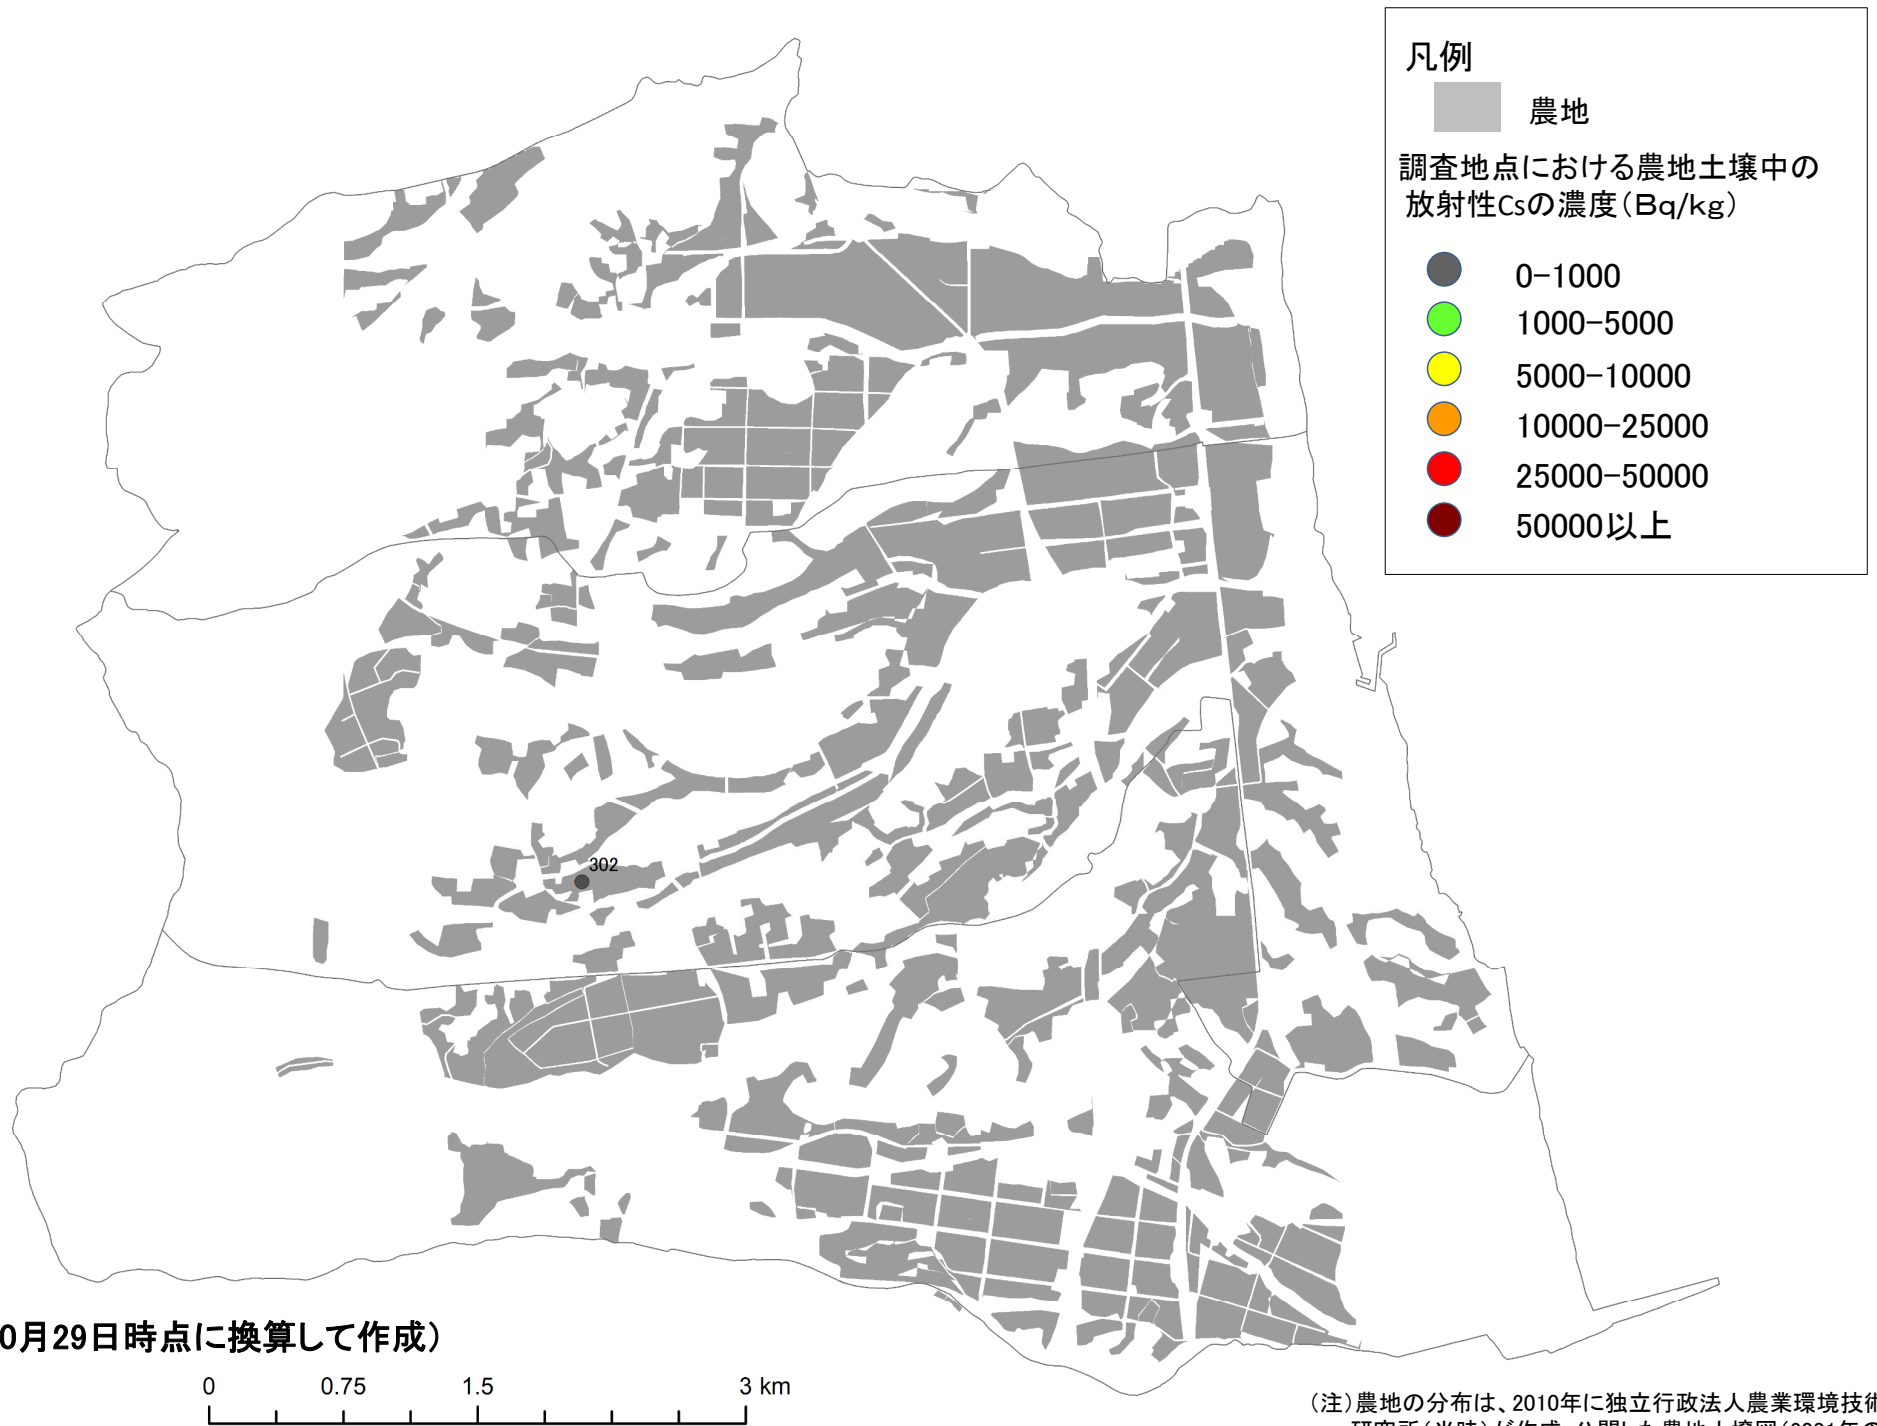 凡例
農地
調査地点における農地土壌中の
放射性Csの濃度（Bq/kg）
0-1000
1000-5000
5000-10000
10000-25000
25000-50000
50000以上
302
0月29日時点に換算して作成）
0 0.75 1.5 3 km
（注）農地の分布は、2010年に独立行政法人農業環境技術